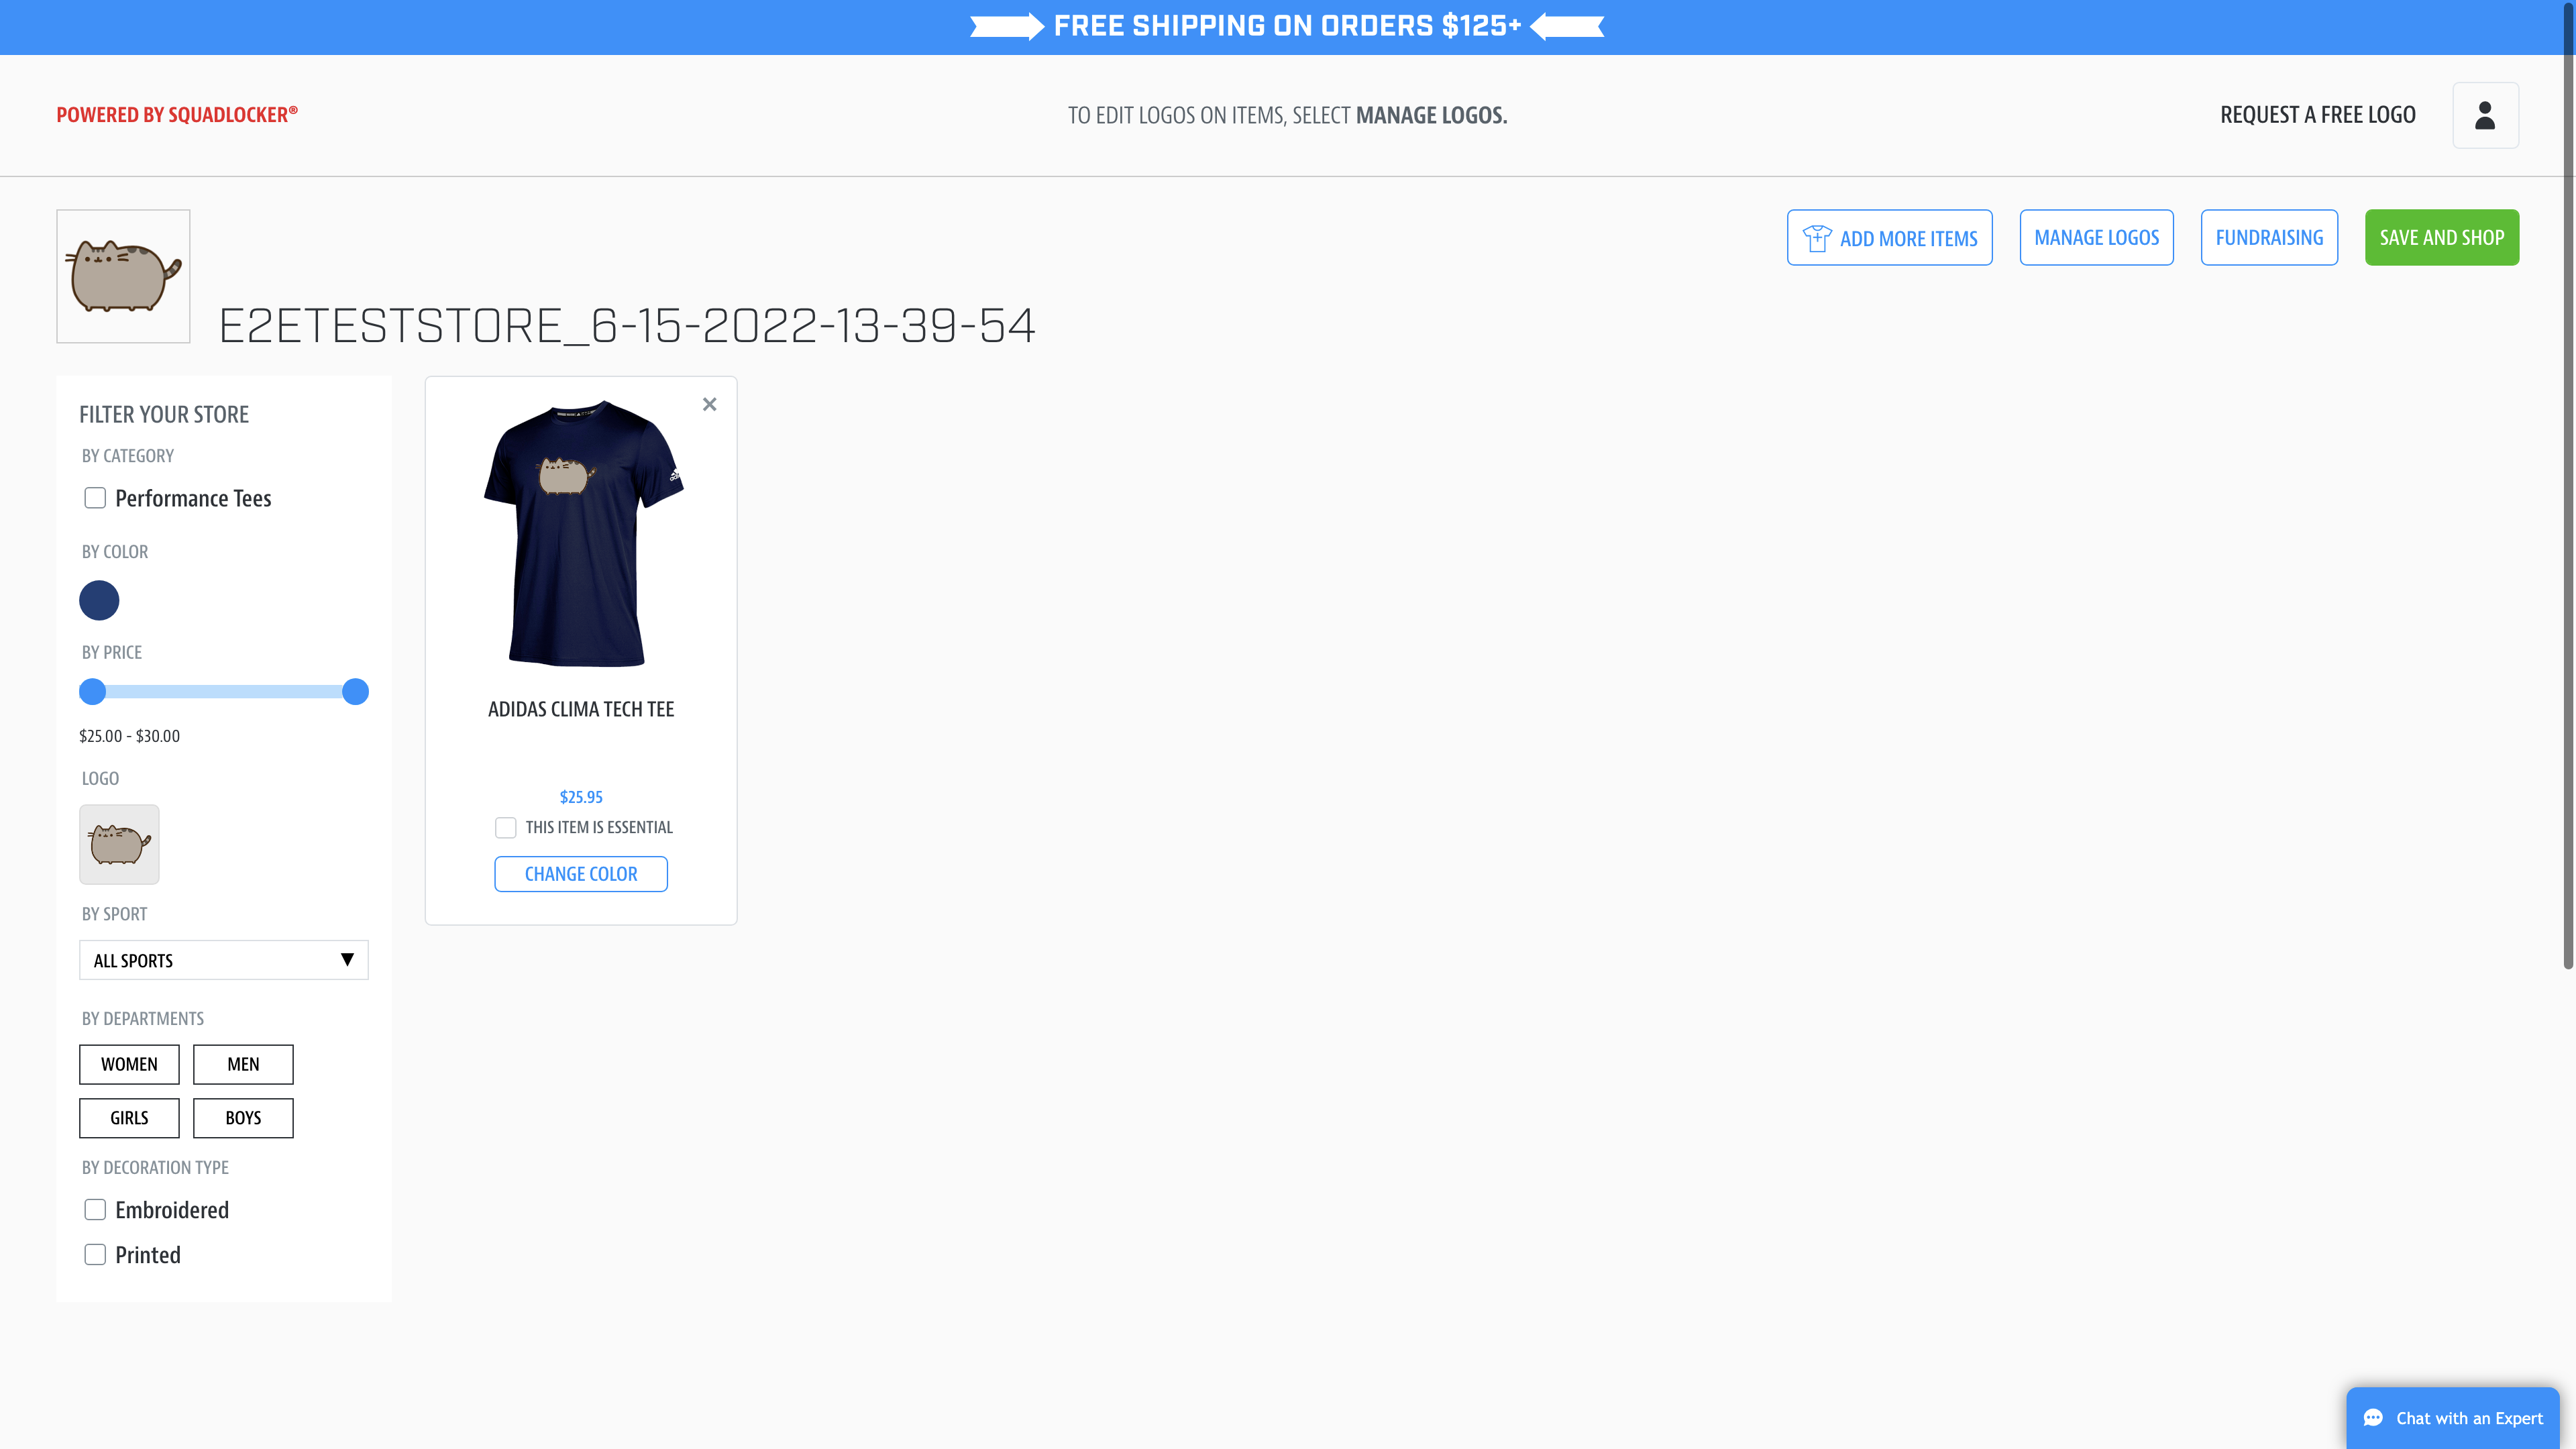 FREE SHIPPING ON ORDERS $125+
POWERED BY SQUADLOCKER®
TO EDIT LOGOS ON ITEMS, SELECT MANAGE LOGOS.
REQUEST A FREE LOGO
ADD MORE ITEMS
MANAGE LOGOS
FUNDRAISING
SAVE AND SHOP
E2ETESTSTORE_6-15-2022-13-39-54
FILTER YOUR STORE
BY CATEGORY
Performance Tees
BY COLOR
BY PRICE
$25.00 - $30.00
LOGO
BY SPORT
ALL SPORTS
BY DEPARTMENTS
WOMEN
MEN
GIRLS
BOYS
BY DECORATION TYPE
Embroidered
Printed
ADIDAS CLIMA TECH TEE
$25.95
THIS ITEM IS ESSENTIAL
CHANGE COLOR
Chat with an Expert